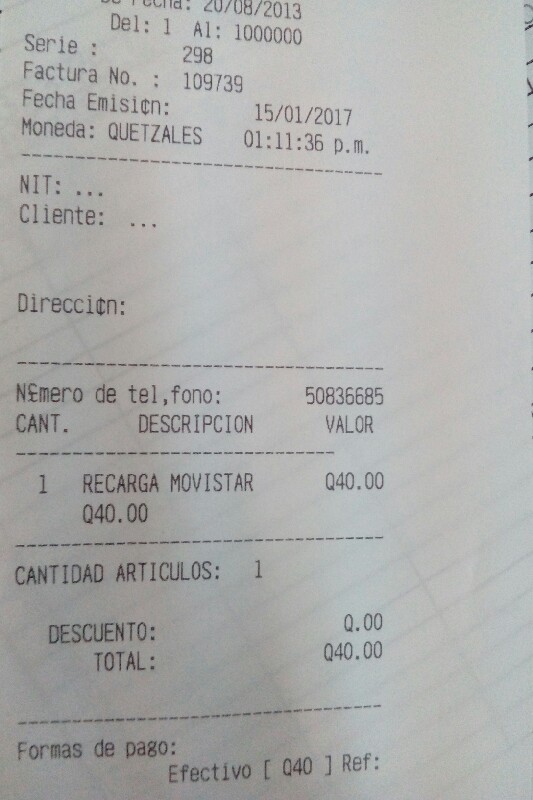 De Fecha: 20/08/2013
Del: 1 Al: 1000000
Serie : 298
Factura No. : 109739
Fecha Emisi¢n: 15/01/2017
Moneda: QUETZALES 01:11:36 p.m.
NIT: ...
Cliente: ...
Direcci¢n:
N£mero de tel,fono: 50836685
CANT. DESCRIPCION VALOR
1 RECARGA MOVISTAR Q40.00
Q40.00
CANTIDAD ARTICULOS: 1
DESCUENTO: Q.00
TOTAL: Q40.00
Formas de pago:
Efectivo [ Q40 ] Ref: